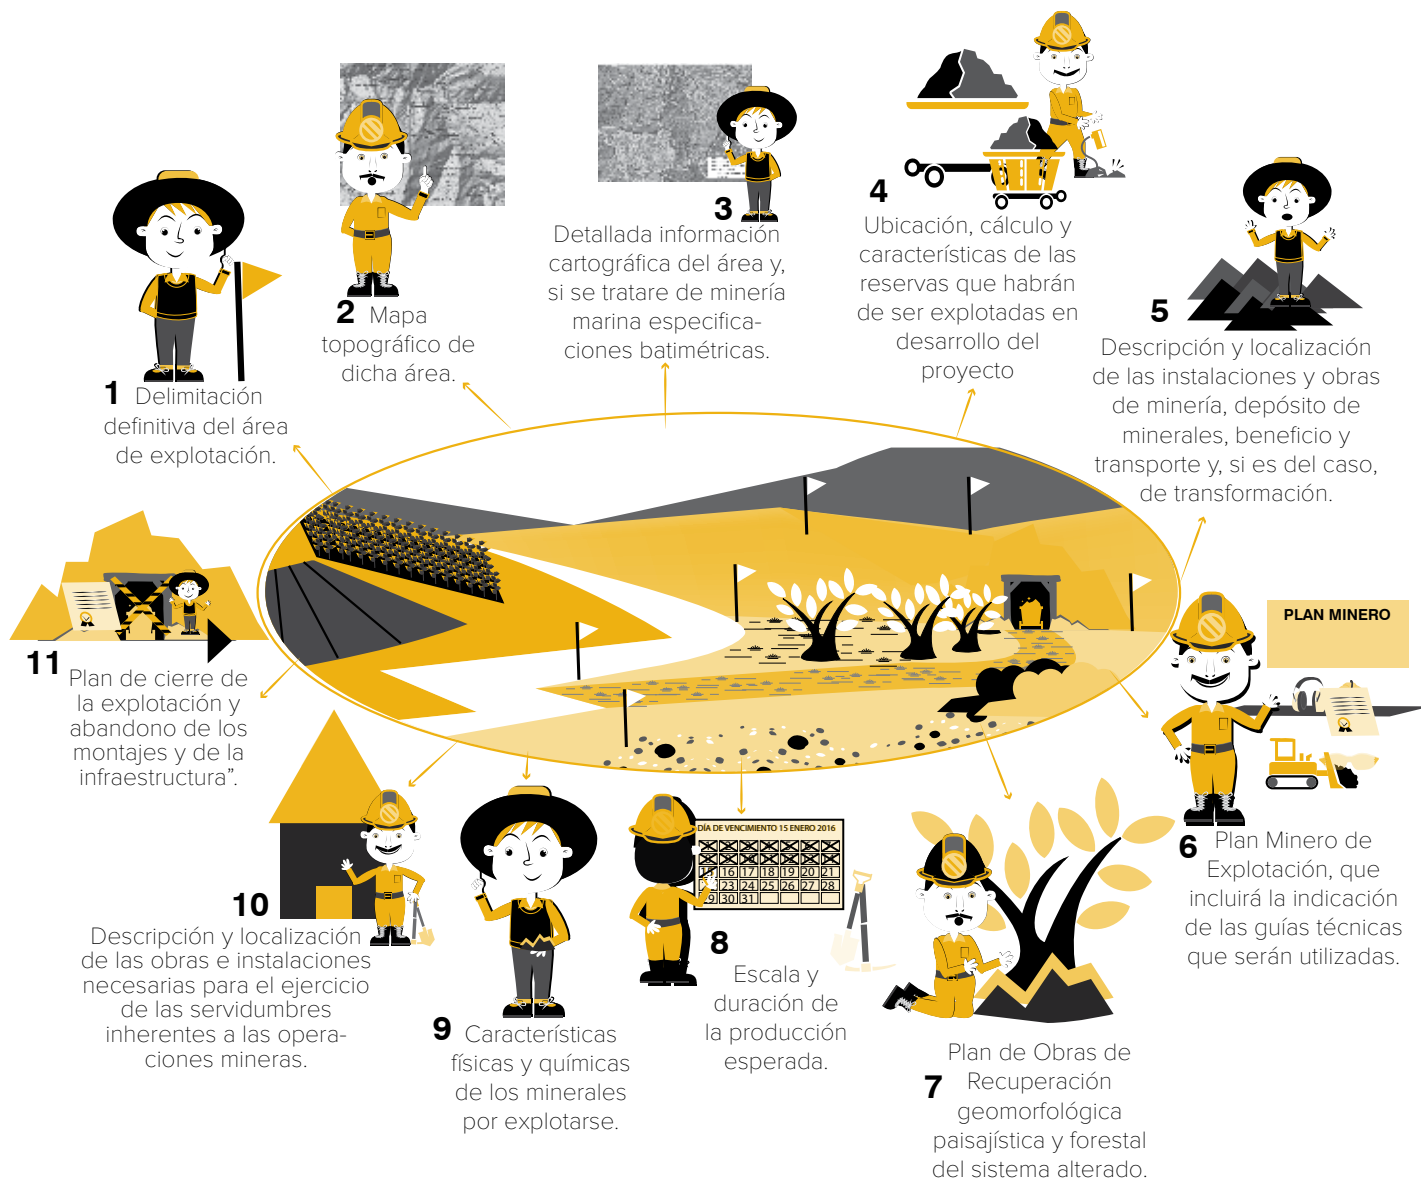 1 Delimitación
definitiva del área
de explotación.
2 Mapa
topográfico de
dicha área.
3
Detallada información
cartográfica del área y,
si se tratare de minería
marina especifica-
ciones batimétricas.
4
Ubicación, cálculo y
características de las
reservas que habrán
de ser explotadas en
desarrollo del
proyecto
5
Descripción y localización
de las instalaciones y obras
de minería, depósito de
minerales, beneficio y
transporte y, si es del caso,
de transformación.
PLAN MINERO
6 Plan Minero de
Explotación, que
incluirá la indicación
de las guías técnicas
que serán utilizadas.
7
Plan de Obras de
Recuperación
geomorfológica
paisajística y forestal
del sistema alterado.
DÍA DE VENCIMIENTO 15 ENERO 2016
15 16 17 18 19 20 21
23 24 25 26 27 28
29 30 31
8
Escala y
duración de
la producción
esperada.
9 Características
físicas y químicas
de los minerales
por explotarse.
10
Descripción y localización
de las obras e instalaciones
necesarias para el ejercicio
de las servidumbres
inherentes a las opera-
ciones mineras.
11
Plan de cierre de
la explotación y
abandono de los
montajes y de la
infraestructura”.